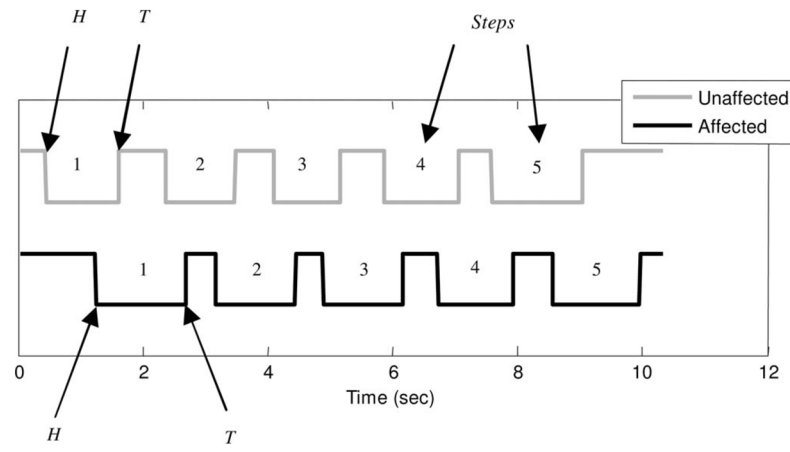 H T Steps
Unaffected
Affected
1 2 3 4 5
1 2 3 4 5
0 2 4 6 8 10 12
Time (sec)
H T